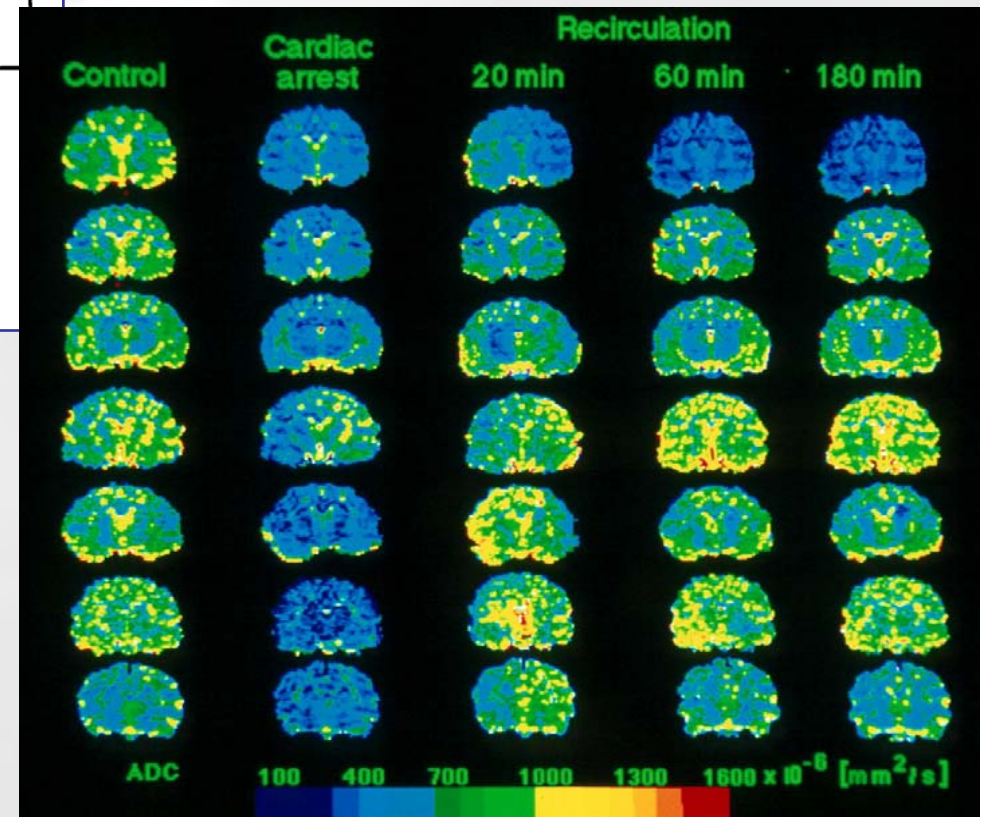 Recirculation
Control
Cardiac
arrest
20 min
60 min
180 min
ADC
100 400 700 1000 1300 1600 x 10⁻⁶ [mm²/s]